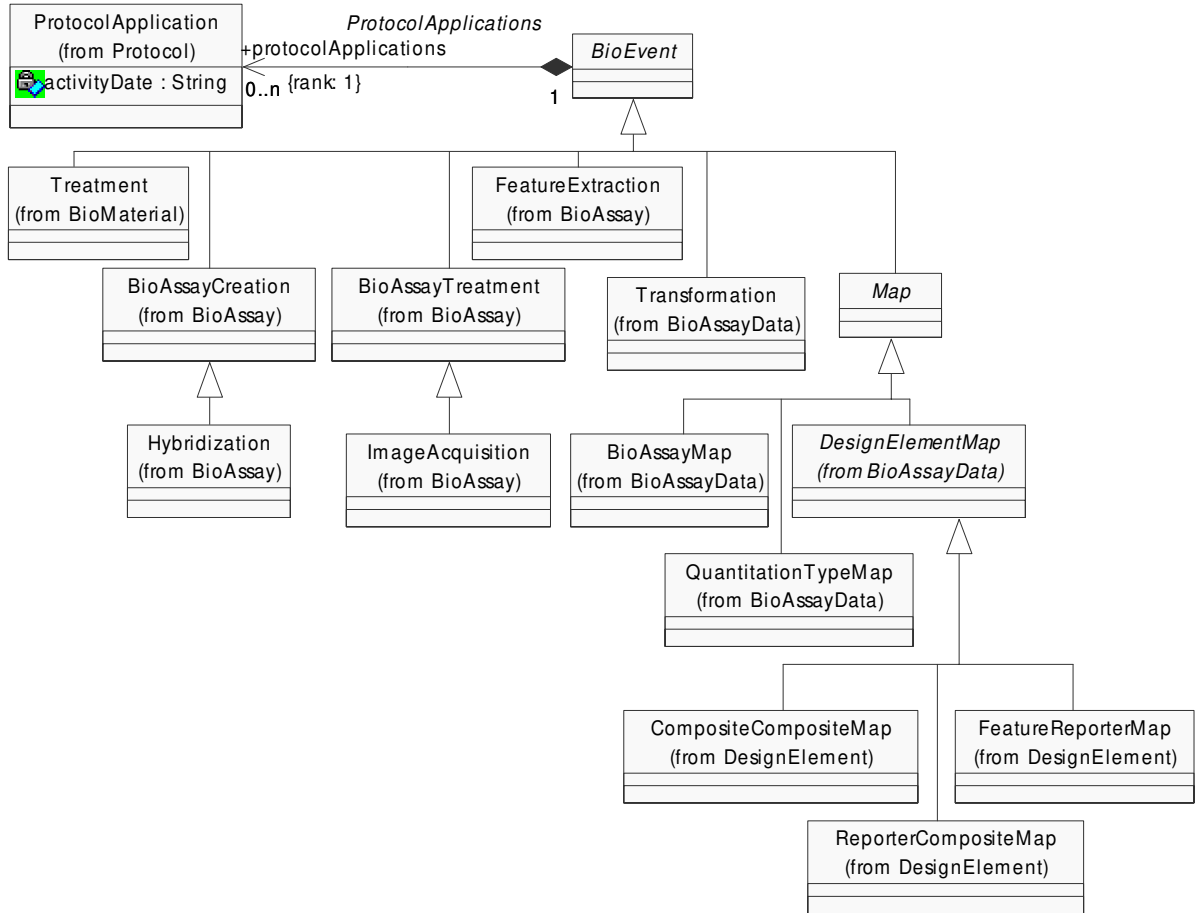 ProtocolApplication
(from Protocol)
activityDate : String
ProtocolApplications
+protocolApplications
0..n {rank: 1}
1
BioEvent
Treatment
(from BioMaterial)
FeatureExtraction
(from BioAssay)
BioAssayCreation
(from BioAssay)
BioAssayTreatment
(from BioAssay)
Transformation
(from BioAssayData)
Map
Hybridization
(from BioAssay)
ImageAcquisition
(from BioAssay)
BioAssayMap
(from BioAssayData)
DesignElementMap
(from BioAssayData)
QuantitationTypeMap
(from BioAssayData)
CompositeCompositeMap
(from DesignElement)
FeatureReporterMap
(from DesignElement)
ReporterCompositeMap
(from DesignElement)